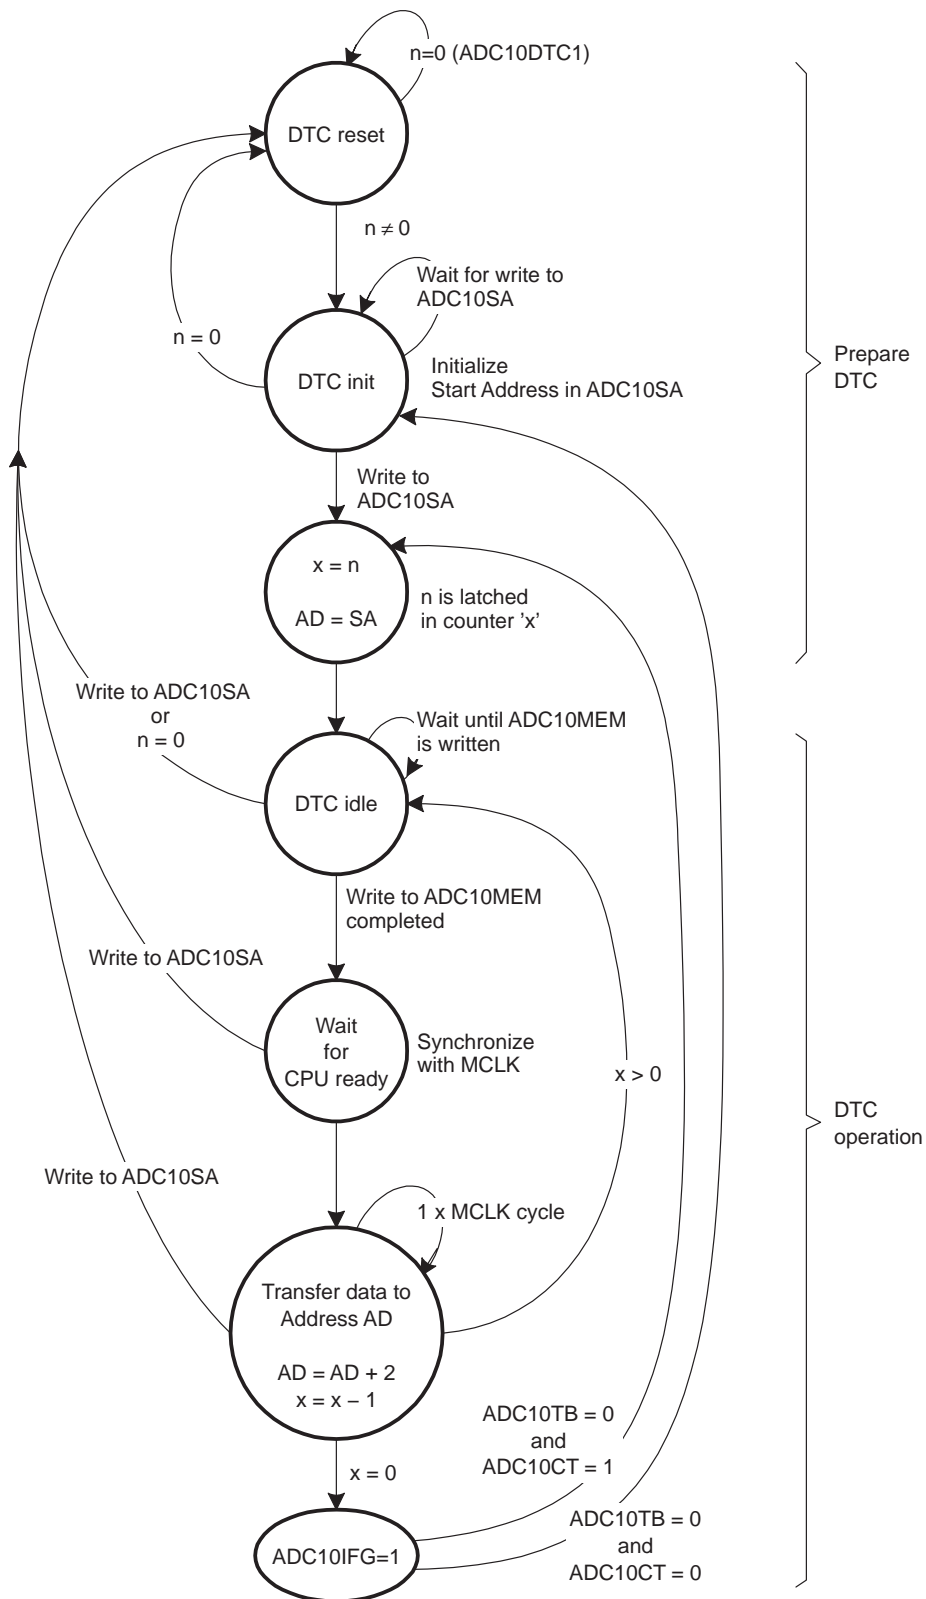 n=0 (ADC10DTC1)
DTC reset
n ≠ 0
Wait for write to
ADC10SA
n = 0
DTC init
Initialize
Start Address in ADC10SA
Prepare
DTC
Write to
ADC10SA
x = n
AD = SA
n is latched
in counter ’x’
Write to ADC10SA
or
n = 0
Wait until ADC10MEM
is written
DTC idle
Write to ADC10MEM
completed
Write to ADC10SA
Wait
for
CPU ready
Synchronize
with MCLK
x > 0
DTC
operation
Write to ADC10SA
1 x MCLK cycle
Transfer data to
Address AD
AD = AD + 2
x = x − 1
ADC10TB = 0
and
ADC10CT = 1
x = 0
ADC10IFG=1
ADC10TB = 0
and
ADC10CT = 0